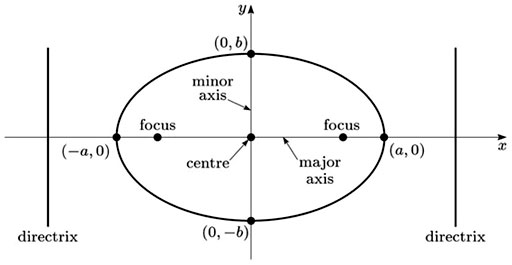 y
(0, b)
minor
axis
focus
focus
(−a, 0)
(a, 0)
x
centre
major
axis
(0, −b)
directrix
directrix